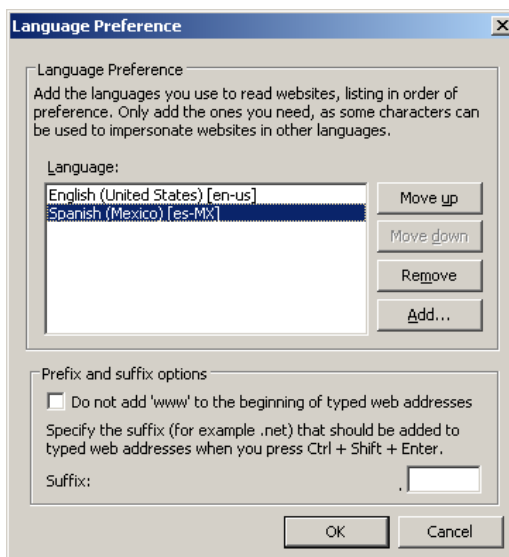 Language Preference
Language Preference
Add the languages you use to read websites, listing in order of
preference. Only add the ones you need, as some characters can
be used to impersonate websites in other languages.
Language:
English (United States) [en-us]
Spanish (Mexico) [es-MX]
Move up
Move down
Remove
Add...
Prefix and suffix options
Do not add 'www' to the beginning of typed web addresses
Specify the suffix (for example .net) that should be added to
typed web addresses when you press Ctrl + Shift + Enter.
Suffix: .
OK Cancel